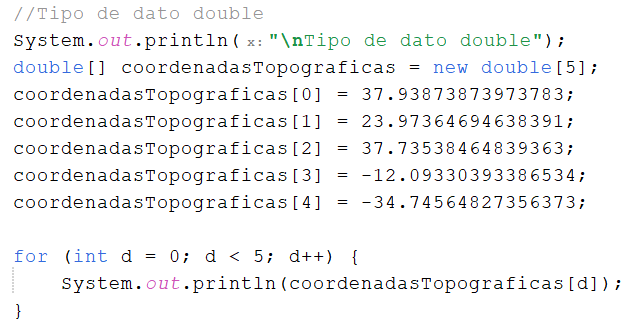 //Tipo de dato double
System.out.println( x: "\nTipo de dato double");
double[] coordenadasTopograficas = new double[5];
coordenadasTopograficas[0] = 37.93873873973783;
coordenadasTopograficas[1] = 23.97364694638391;
coordenadasTopograficas[2] = 37.73538464839363;
coordenadasTopograficas[3] = -12.09330393386534;
coordenadasTopograficas[4] = -34.74564827356373;
for (int d = 0; d < 5; d++) {
System.out.println(coordenadasTopograficas[d]);
}